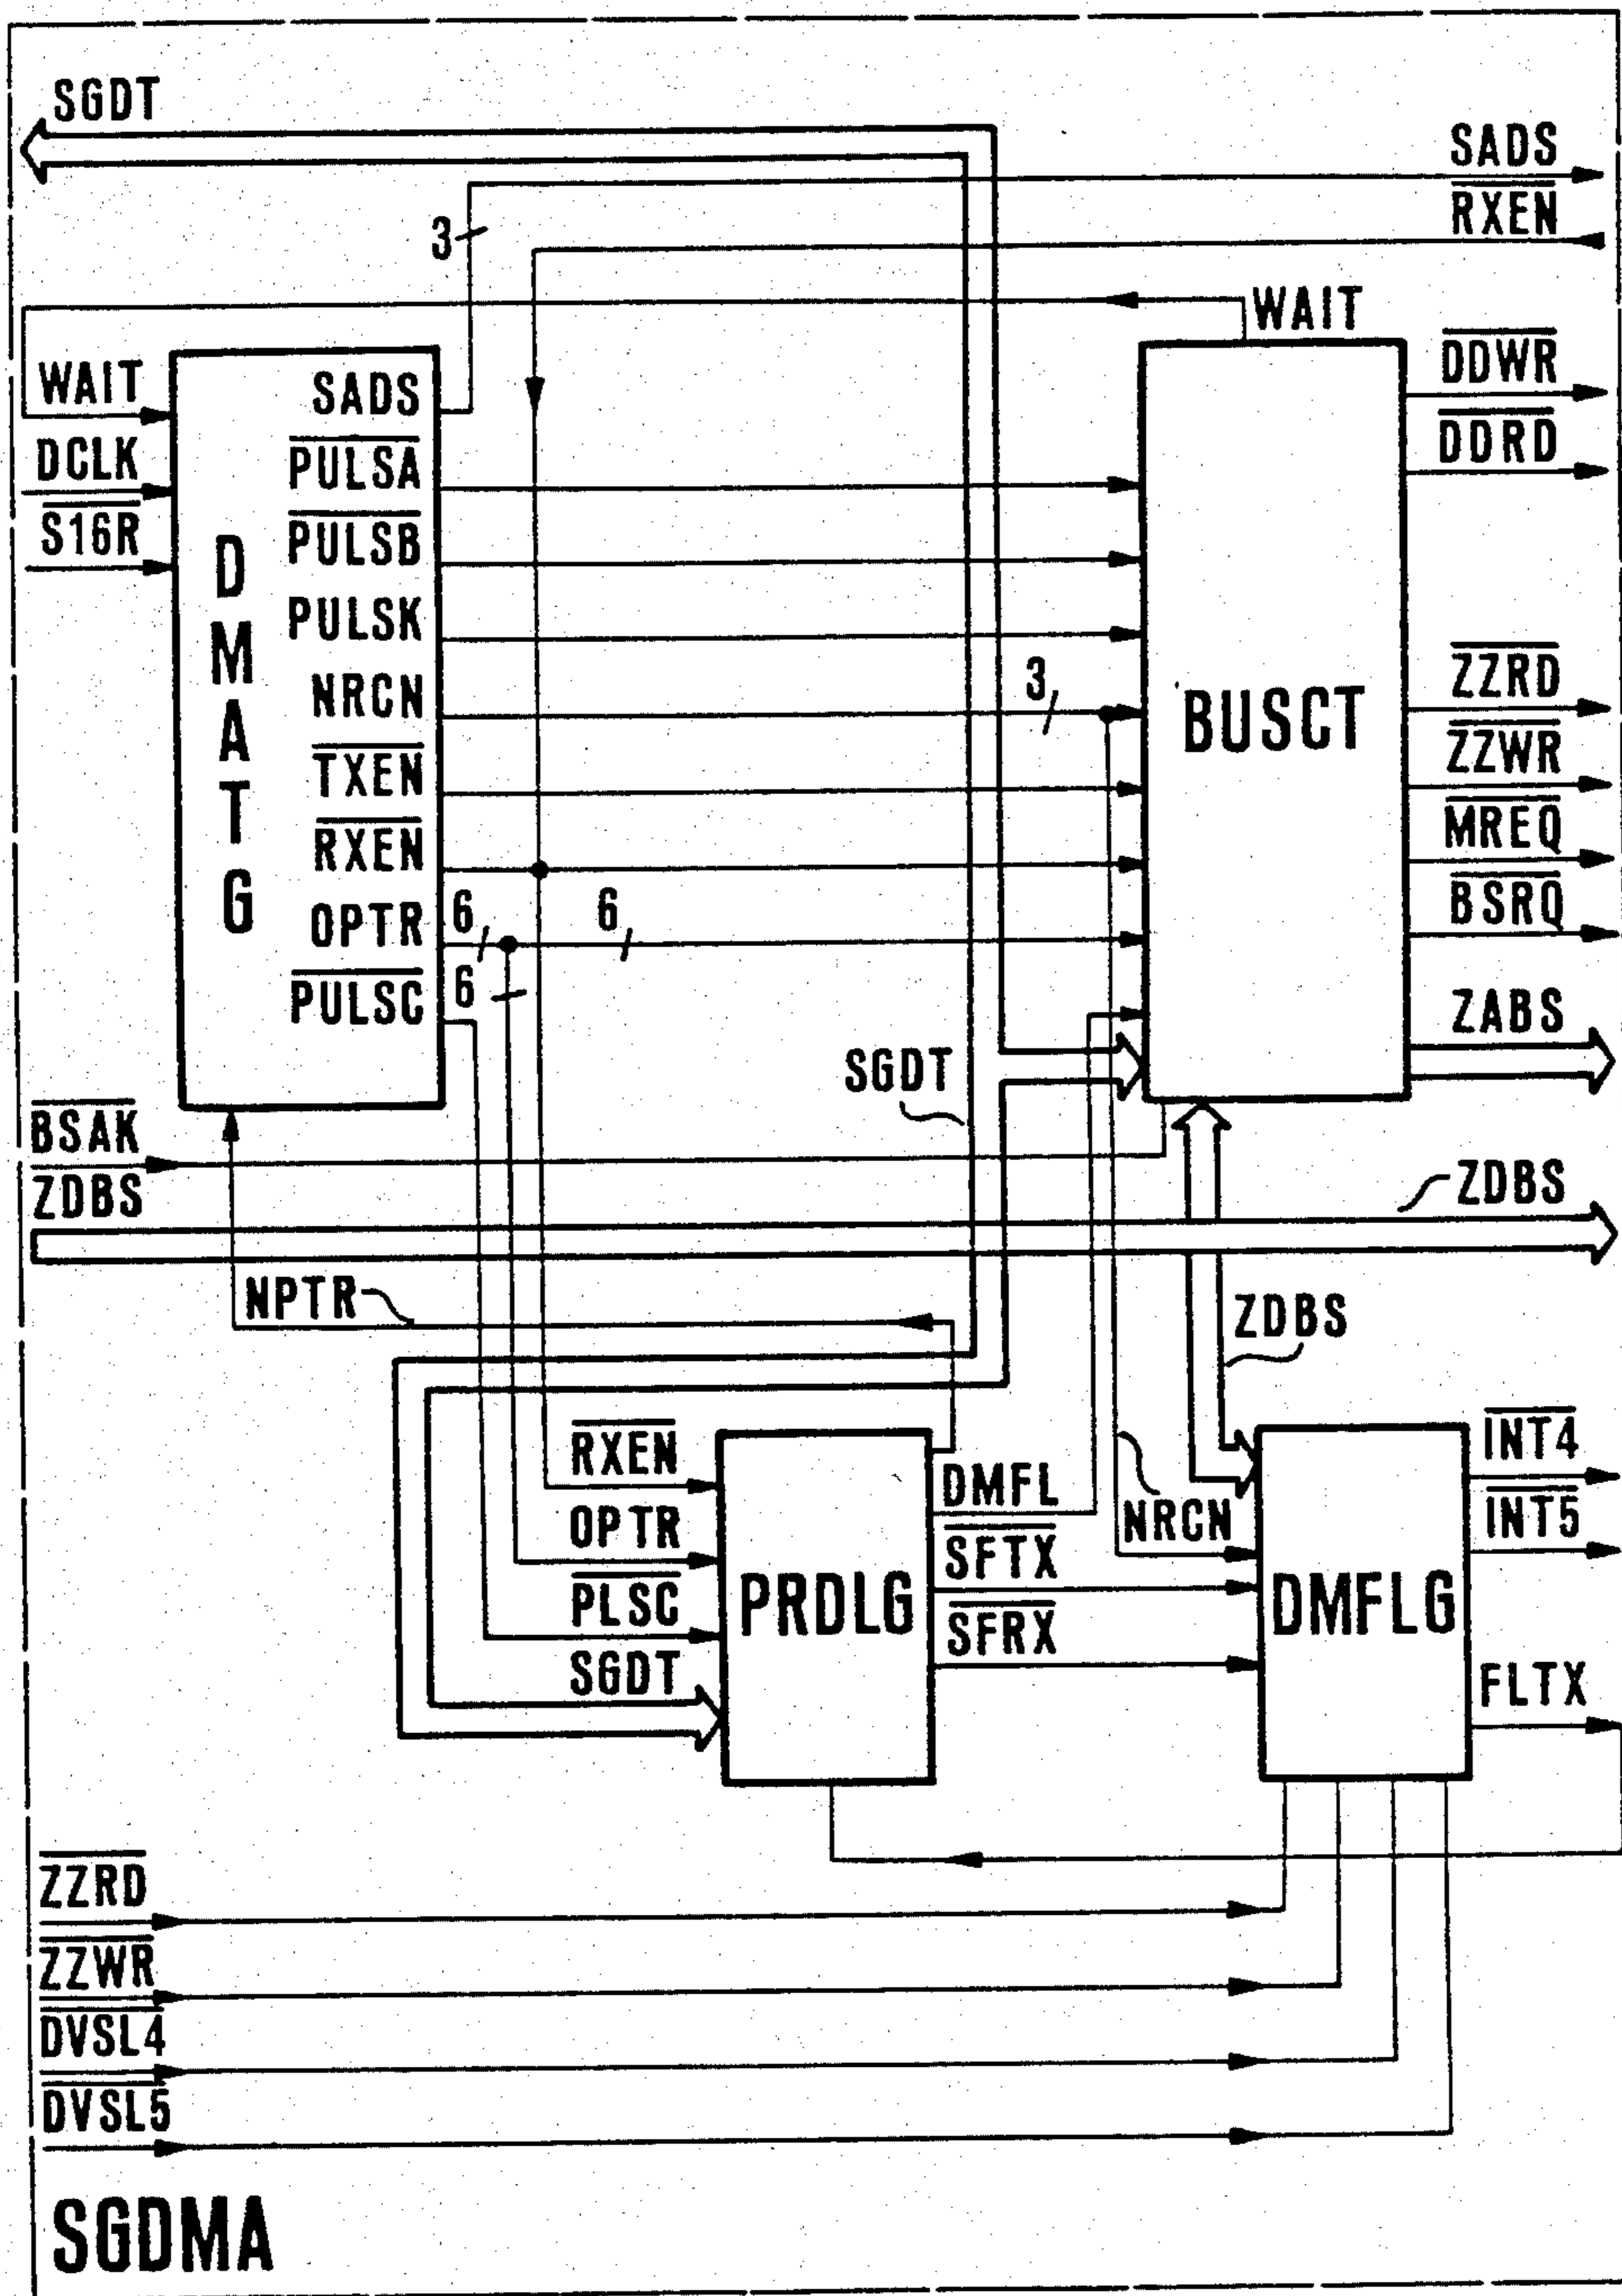 SGDT
SADS
RXEN
3
WAIT
WAIT
DCLK
S16R
DMATG
SADS
PULSA
PULSB
PULSK
NRCN
TXEN
RXEN
OPTR
PULSC
6
6
6
3
BUSCT
DDWR
DDRD
ZZRD
ZZWR
MREQ
BSRQ
ZABS
SGDT
BSAK
ZDBS
ZDBS
NPTR
ZDBS
RXEN
OPTR
PLSC
SGDT
PRDLG
DMFL
SFTX
SFRX
NRCN
DMFLG
INT4
INT5
FLTX
ZZRD
ZZWR
DVSL4
DVSL5
SGDMA